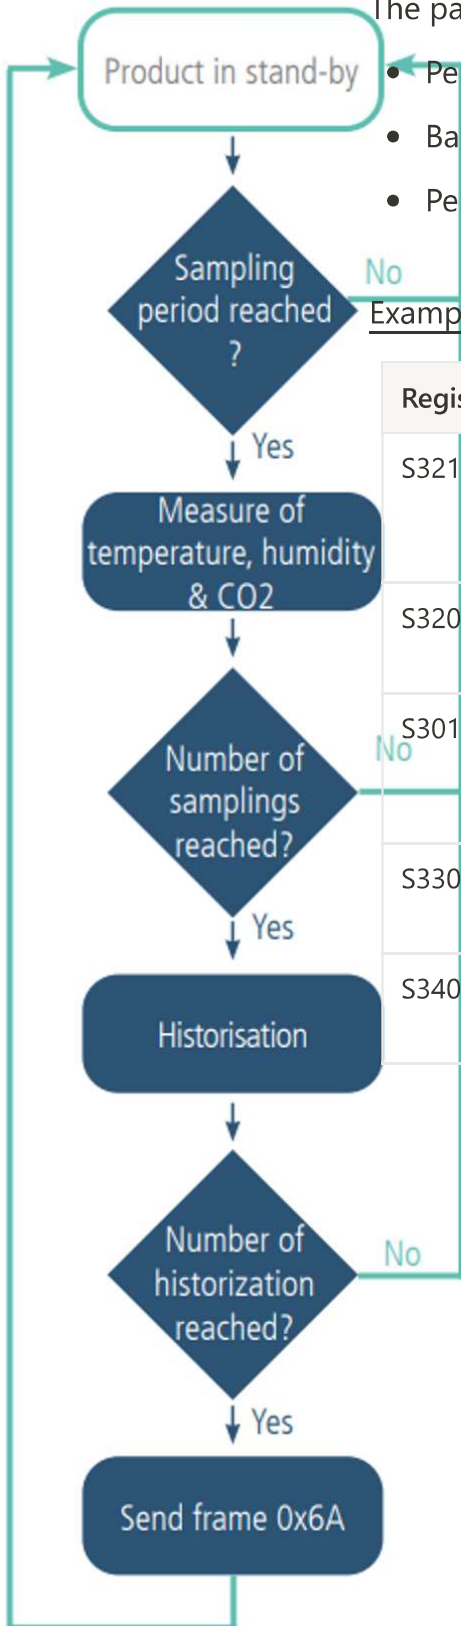 The pa
Product in stand-by
Pe
Ba
Pe
Sampling
period reached
?
No
Examp
Yes
Regis
S321
Measure of
temperature, humidity
& CO2
S320
Number of
samplings
reached?
S301
No
S330
Yes
S340
Historisation
Number of
historization
reached?
No
Yes
Send frame 0x6A